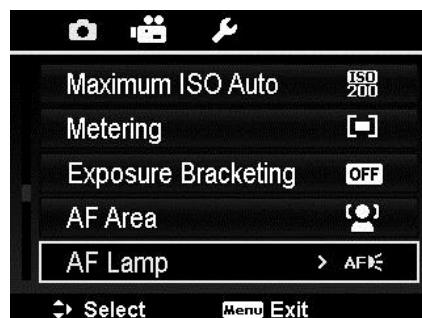 Maximum ISO Auto ISO 200
Metering
Exposure Bracketing OFF
AF Area
AF Lamp > AF
Select Menu Exit